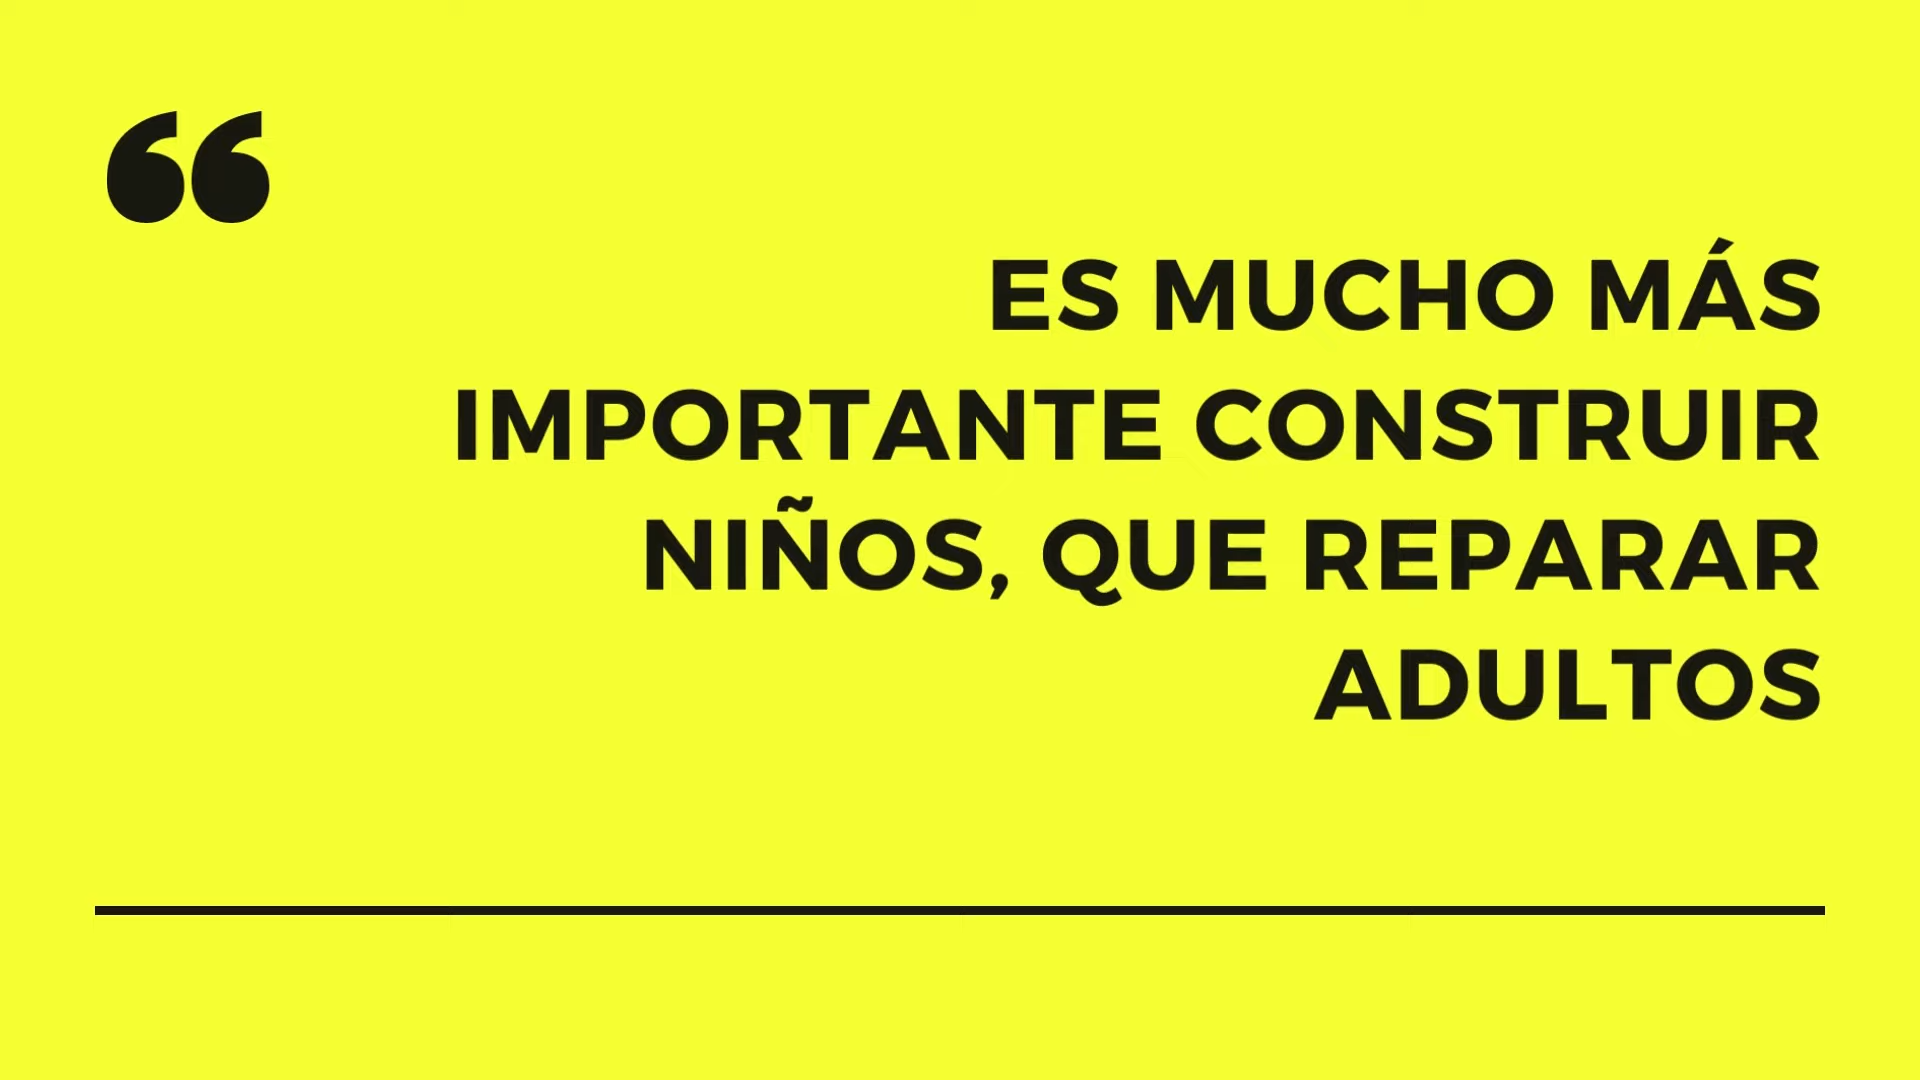 “
ES MUCHO MÁS
IMPORTANTE CONSTRUIR
NIÑOS, QUE REPARAR
ADULTOS